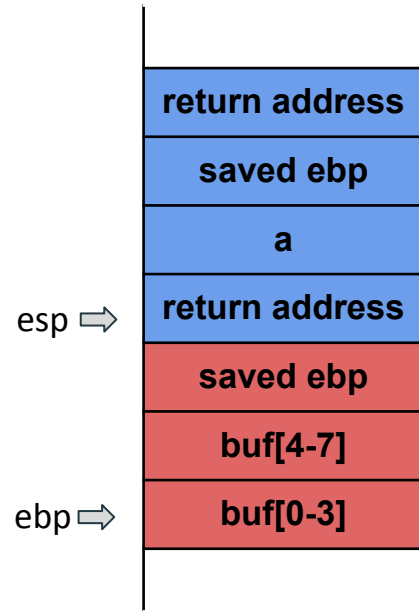 return address
saved ebp
a
esp
return address
saved ebp
buf[4-7]
ebp
buf[0-3]